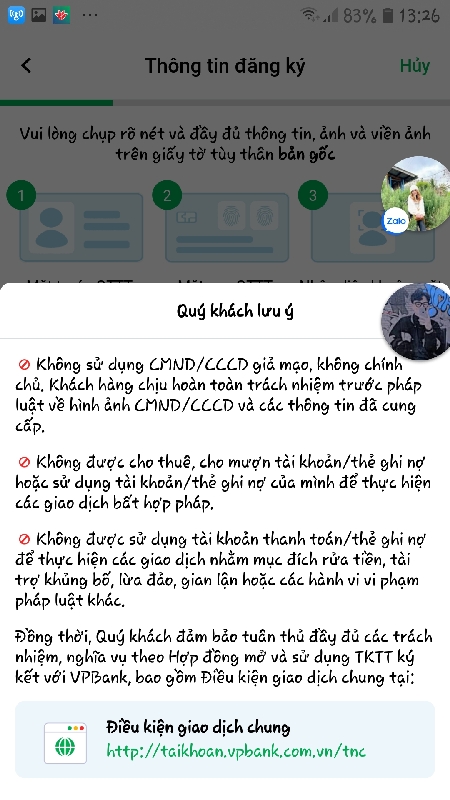 83% 13:26
Thông tin đăng ký Hủy
Vui lòng chụp rõ nét và đầy đủ thông tin, ảnh và viền ảnh
trên giấy tờ tùy thân bản gốc
1 2 3
Zalo
Quý khách lưu ý
Không sử dụng CMND/CCCD giả mạo, không chính
chủ. Khách hàng chịu hoàn toàn trách nhiệm trước pháp
luật về hình ảnh CMND/CCCD và các thông tin đã cung
cấp.
Không được cho thuê, cho mượn tài khoản/thẻ ghi nợ
hoặc sử dụng tài khoản/thẻ ghi nợ của mình để thực hiện
các giao dịch bất hợp pháp.
Không được sử dụng tài khoản thanh toán/thẻ ghi nợ
để thực hiện các giao dịch nhằm mục đích rửa tiền, tài
trợ khủng bố, lừa đảo, gian lận hoặc các hành vi vi phạm
pháp luật khác.
Đồng thời, Quý khách đảm bảo tuân thủ đầy đủ các trách
nhiệm, nghĩa vụ theo Hợp đồng mở và sử dụng TKTT ký
kết với VPBank, bao gồm Điều kiện giao dịch chung tại:
Điều kiện giao dịch chung
http://taikhoan.vpbank.com.vn/tnc